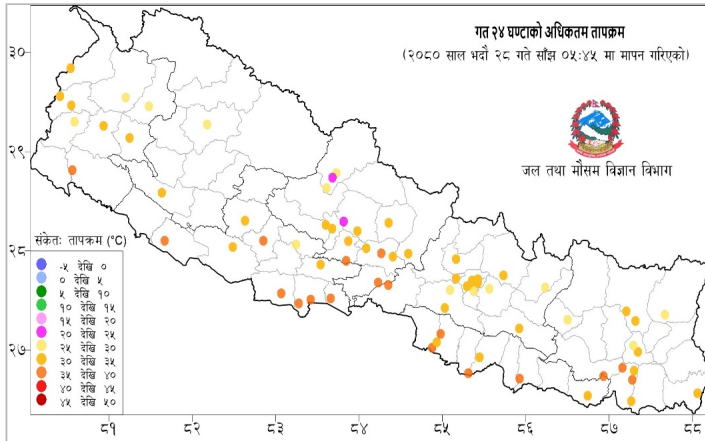 गत २४ घण्टाको अधिकतम तापक्रम
(२०८० साल भदौ २८ गते साँझ ०५:४५ मा मापन गरिएको)
जल तथा मौसम विज्ञान विभाग
३०
२९
२८
२७
संकेतः तापक्रम (°C)
-५ देखि ०
० देखि ५
५ देखि १०
१० देखि १५
१५ देखि २०
२० देखि २५
२५ देखि ३०
३० देखि ३५
३५ देखि ४०
४० देखि ४५
४५ देखि ५०
८१ ८२ ८३ ८४ ८५ ८६ ८७ ८८